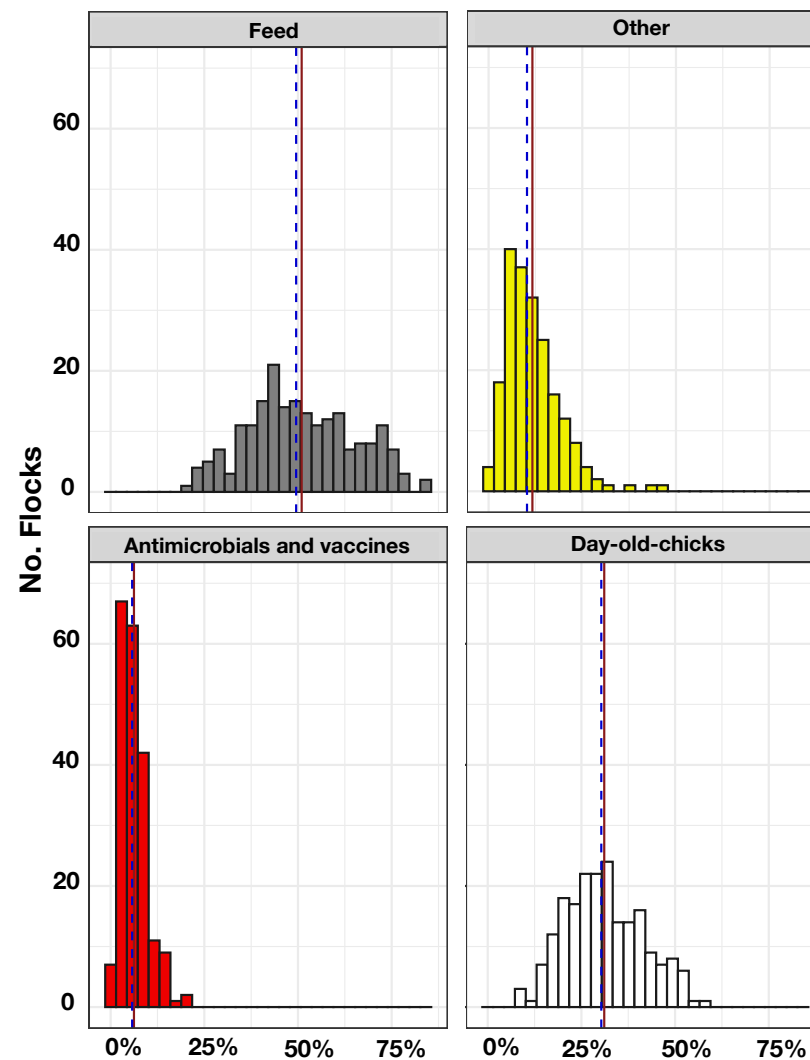 Feed
Other
60
40
20
0
No. Flocks
Antimicrobials and vaccines
Day-old-chicks
60
40
20
0
0% 25% 50% 75%
0% 25% 50% 75%